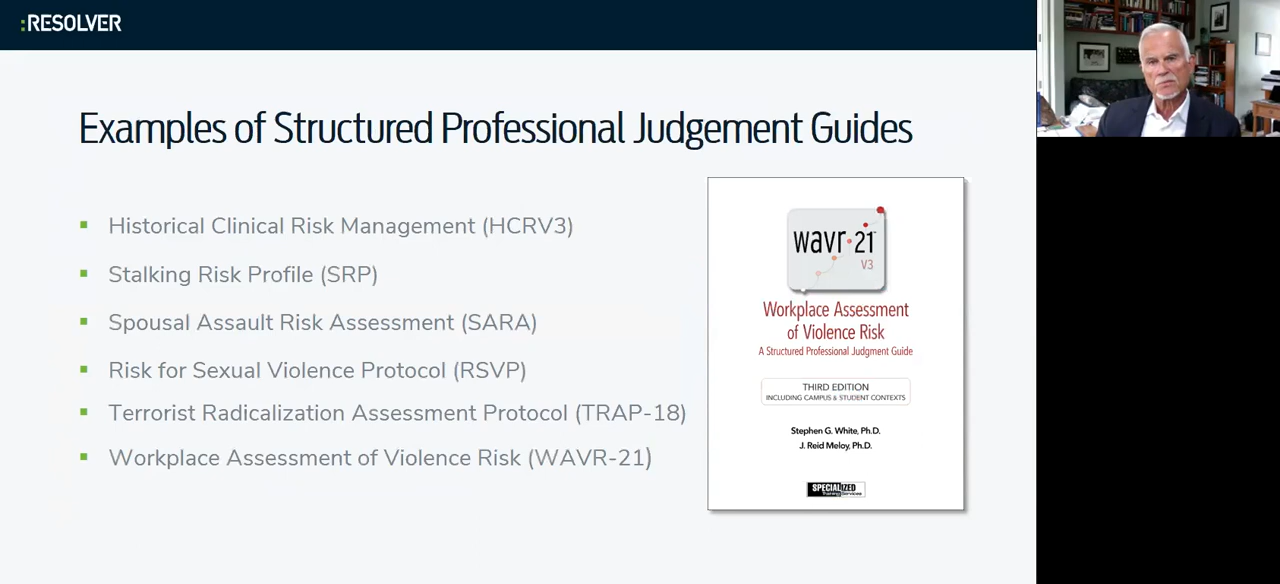 :RESOLVER
Examples of Structured Professional Judgement Guides
Historical Clinical Risk Management (HCRV3)
Stalking Risk Profile (SRP)
Spousal Assault Risk Assessment (SARA)
Risk for Sexual Violence Protocol (RSVP)
Terrorist Radicalization Assessment Protocol (TRAP-18)
Workplace Assessment of Violence Risk (WAVR-21)
wavr·21
V3
Workplace Assessment
of Violence Risk
A Structured Professional Judgment Guide
THIRD EDITION
INCLUDING CAMPUS & STUDENT CONTEXTS
Stephen G. White, Ph.D.
J. Reid Meloy, Ph.D.
SPECIALIZED
Training Services